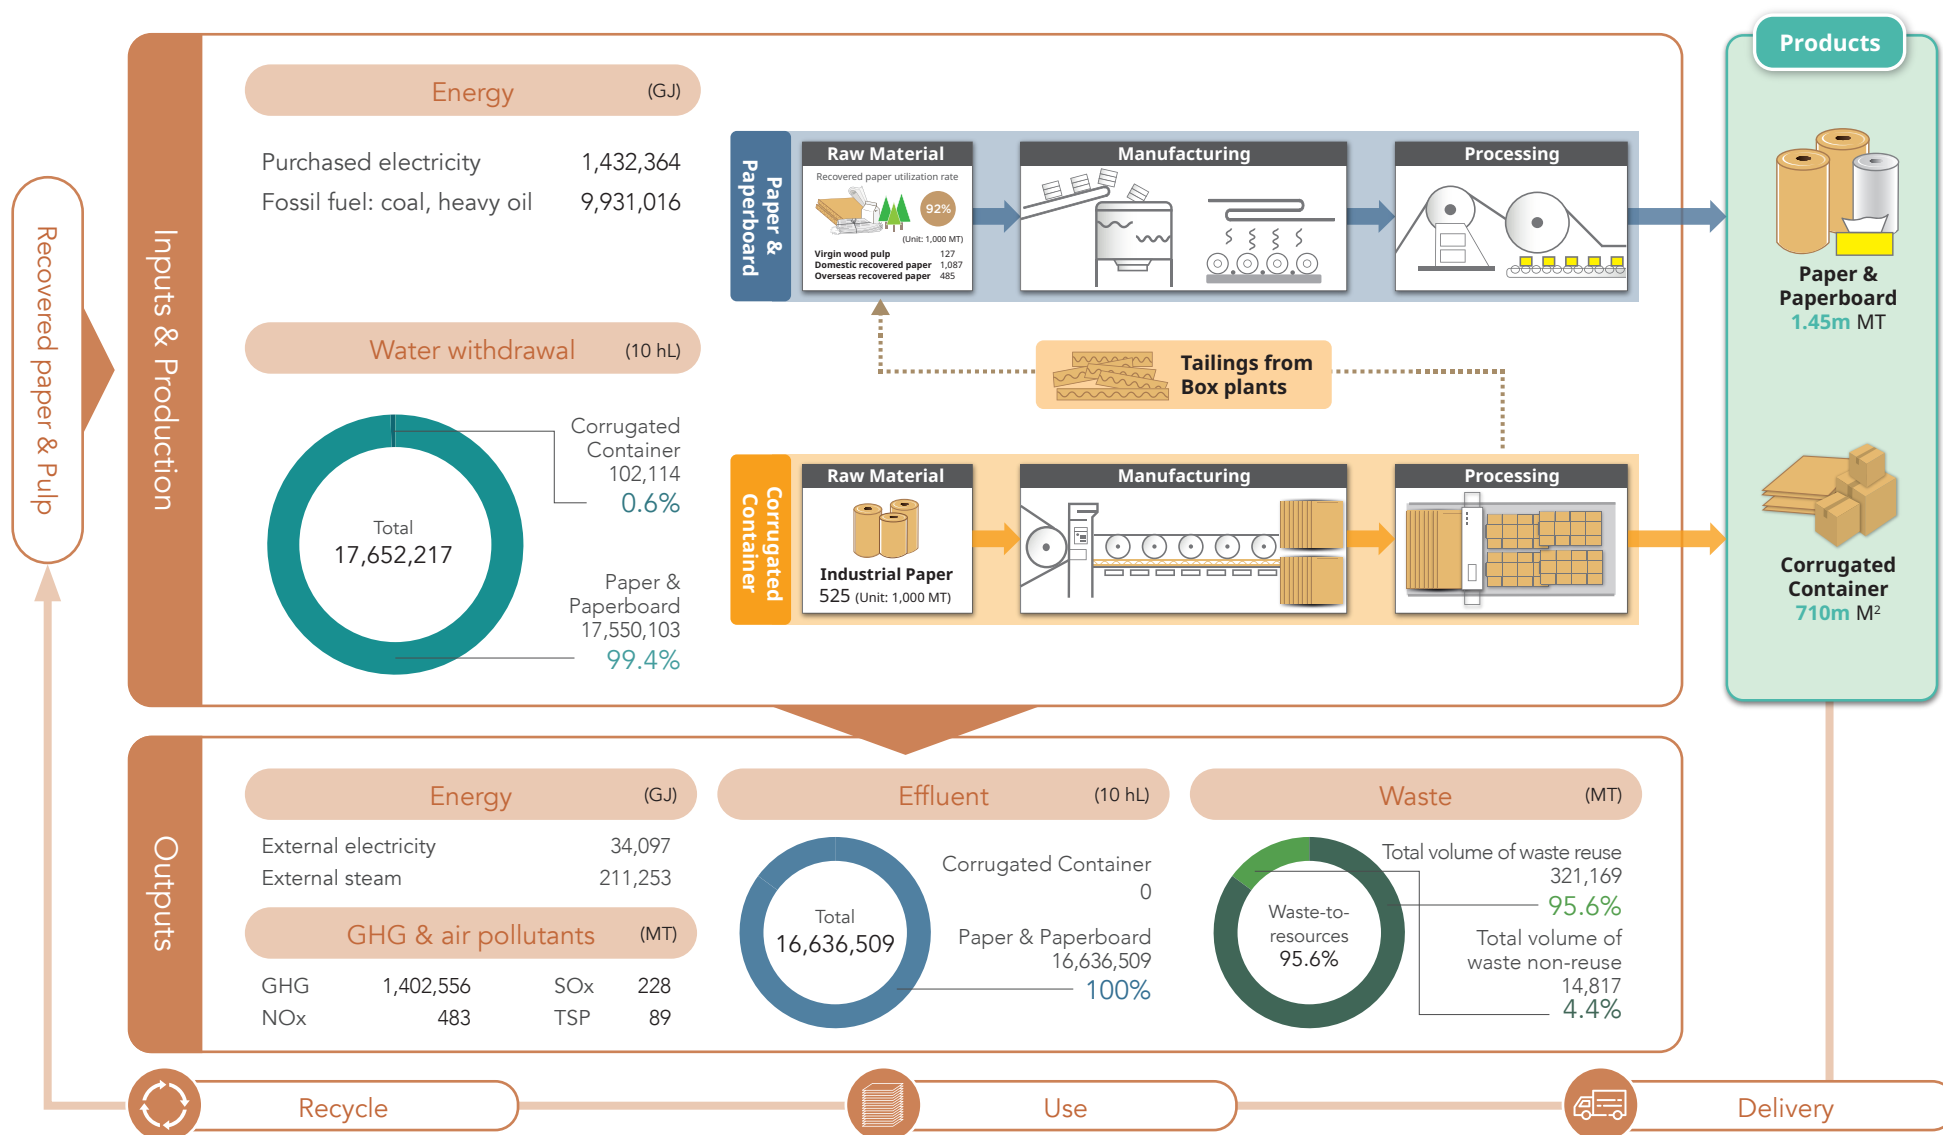 Recovered paper & Pulp
Inputs & Production
Energy (GJ)
Purchased electricity 1,432,364
Fossil fuel: coal, heavy oil 9,931,016
Water withdrawal (10 hL)
Total
17,652,217
Corrugated
Container
102,114
0.6%
Paper &
Paperboard
17,550,103
99.4%
Paper &
Paperboard
Raw Material
Recovered paper utilization rate
92%
(Unit: 1,000 MT)
Virgin wood pulp 127
Domestic recovered paper 1,087
Overseas recovered paper 485
Manufacturing
Processing
Tailings from
Box plants
Corrugated
Container
Raw Material
Industrial Paper
525 (Unit: 1,000 MT)
Manufacturing
Processing
Products
Paper &
Paperboard
1.45m MT
Corrugated
Container
710m M²
Outputs
Energy (GJ)
External electricity 34,097
External steam 211,253
GHG & air pollutants (MT)
GHG 1,402,556 SOx 228
NOx 483 TSP 89
Effluent (10 hL)
Total
16,636,509
Corrugated Container
0
Paper & Paperboard
16,636,509
100%
Waste (MT)
Waste-to-
resources
95.6%
Total volume of waste reuse
321,169
95.6%
Total volume of
waste non-reuse
14,817
4.4%
Recycle
Use
Delivery